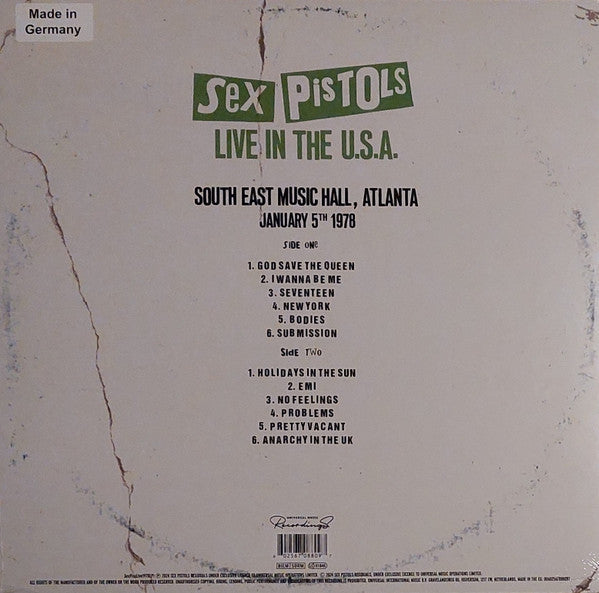 Made in
Germany
Sex PISTOLS
LIVE IN THE U.S.A.
SOUTH EAST MUSIC HALL, ATLANTA
JANUARY 5TH 1978
SIDE ONE
1. GOD SAVE THE QUEEN
2. I WANNA BE ME
3. SEVENTEEN
4. NEW YORK
5. BODIES
6. SUBMISSION
SIDE TWO
1. HOLIDAYS IN THE SUN
2. EMI
3. NO FEELINGS
4. PROBLEMS
5. PRETTY VACANT
6. ANARCHY IN THE UK
UNIVERSAL MUSIC
Recordings